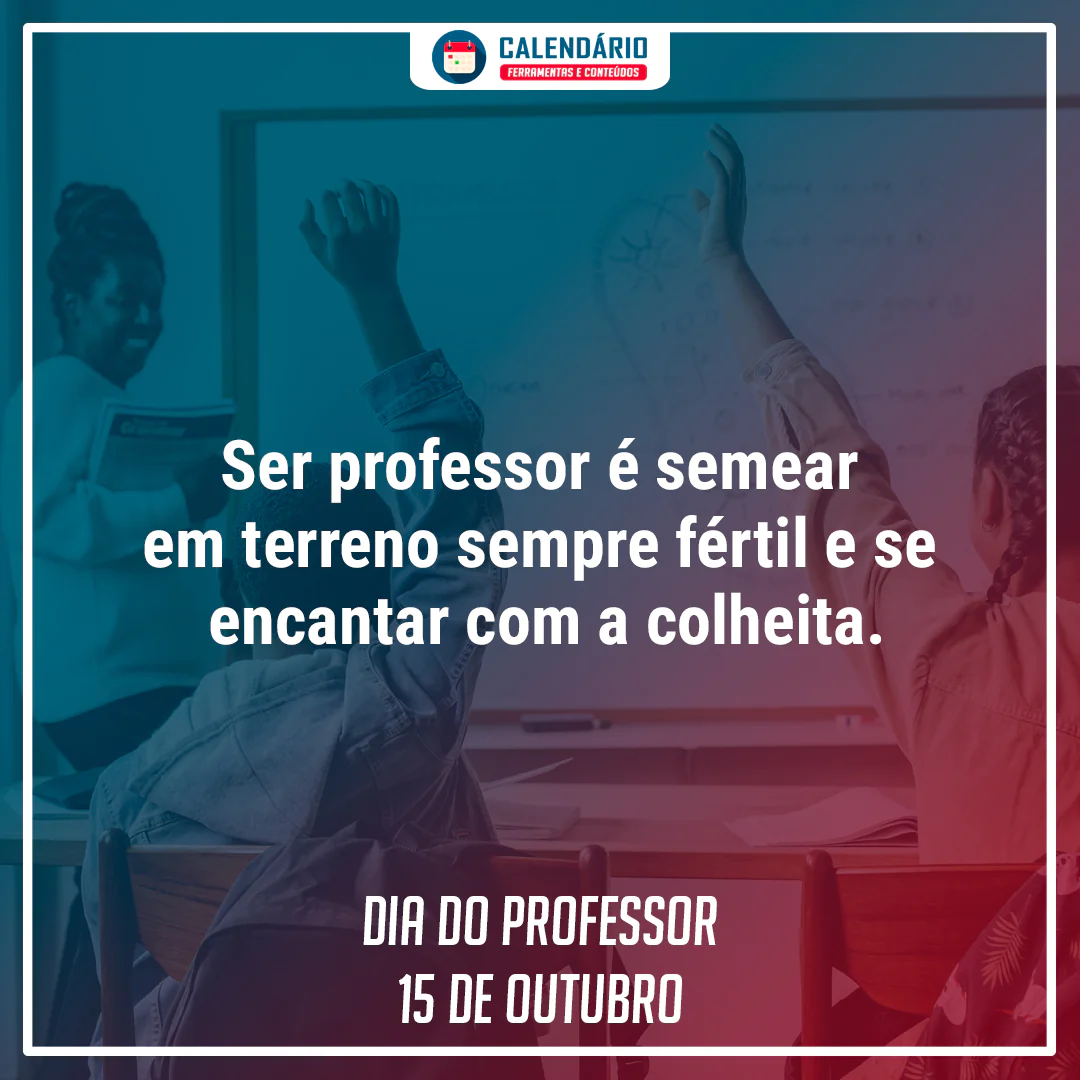 CALENDÁRIO
FERRAMENTAS E CONTEÚDOS
Ser professor é semear
em terreno sempre fértil e se
encantar com a colheita.
DIA DO PROFESSOR
15 DE OUTUBRO